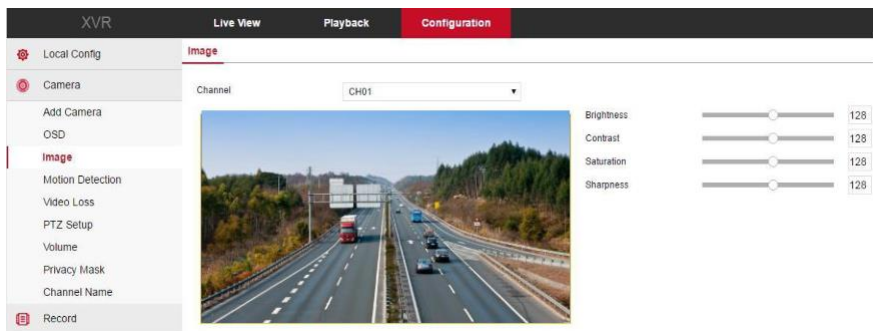 XVR Live View Playback Configuration
Local Config
Camera
Add Camera
OSD
Image
Motion Detection
Video Loss
PTZ Setup
Volume
Privacy Mask
Channel Name
Record
Image
Channel CH01
Brightness 128
Contrast 128
Saturation 128
Sharpness 128